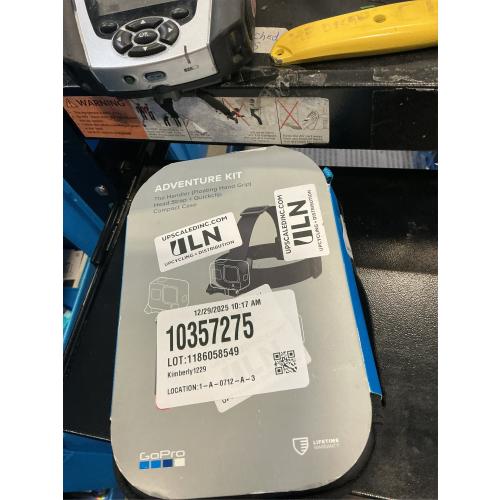 WARNING
ADVENTURE KIT
The Handler (Floating Hand Grip)
Head Strap + Quickclip
Compact Case
UPSCALEDINC.COM
ULN
UPCYCLING + DISTRIBUTION
UPSCALEDINC.COM
ULN
UPCYCLING + DISTRIBUTION
12/29/2025 10:17 AM
10357275
LOT:1186058549
Kimberly1229
LOCATION:1-A-0712-A-3
GoPro
LIFETIME
WARRANTY